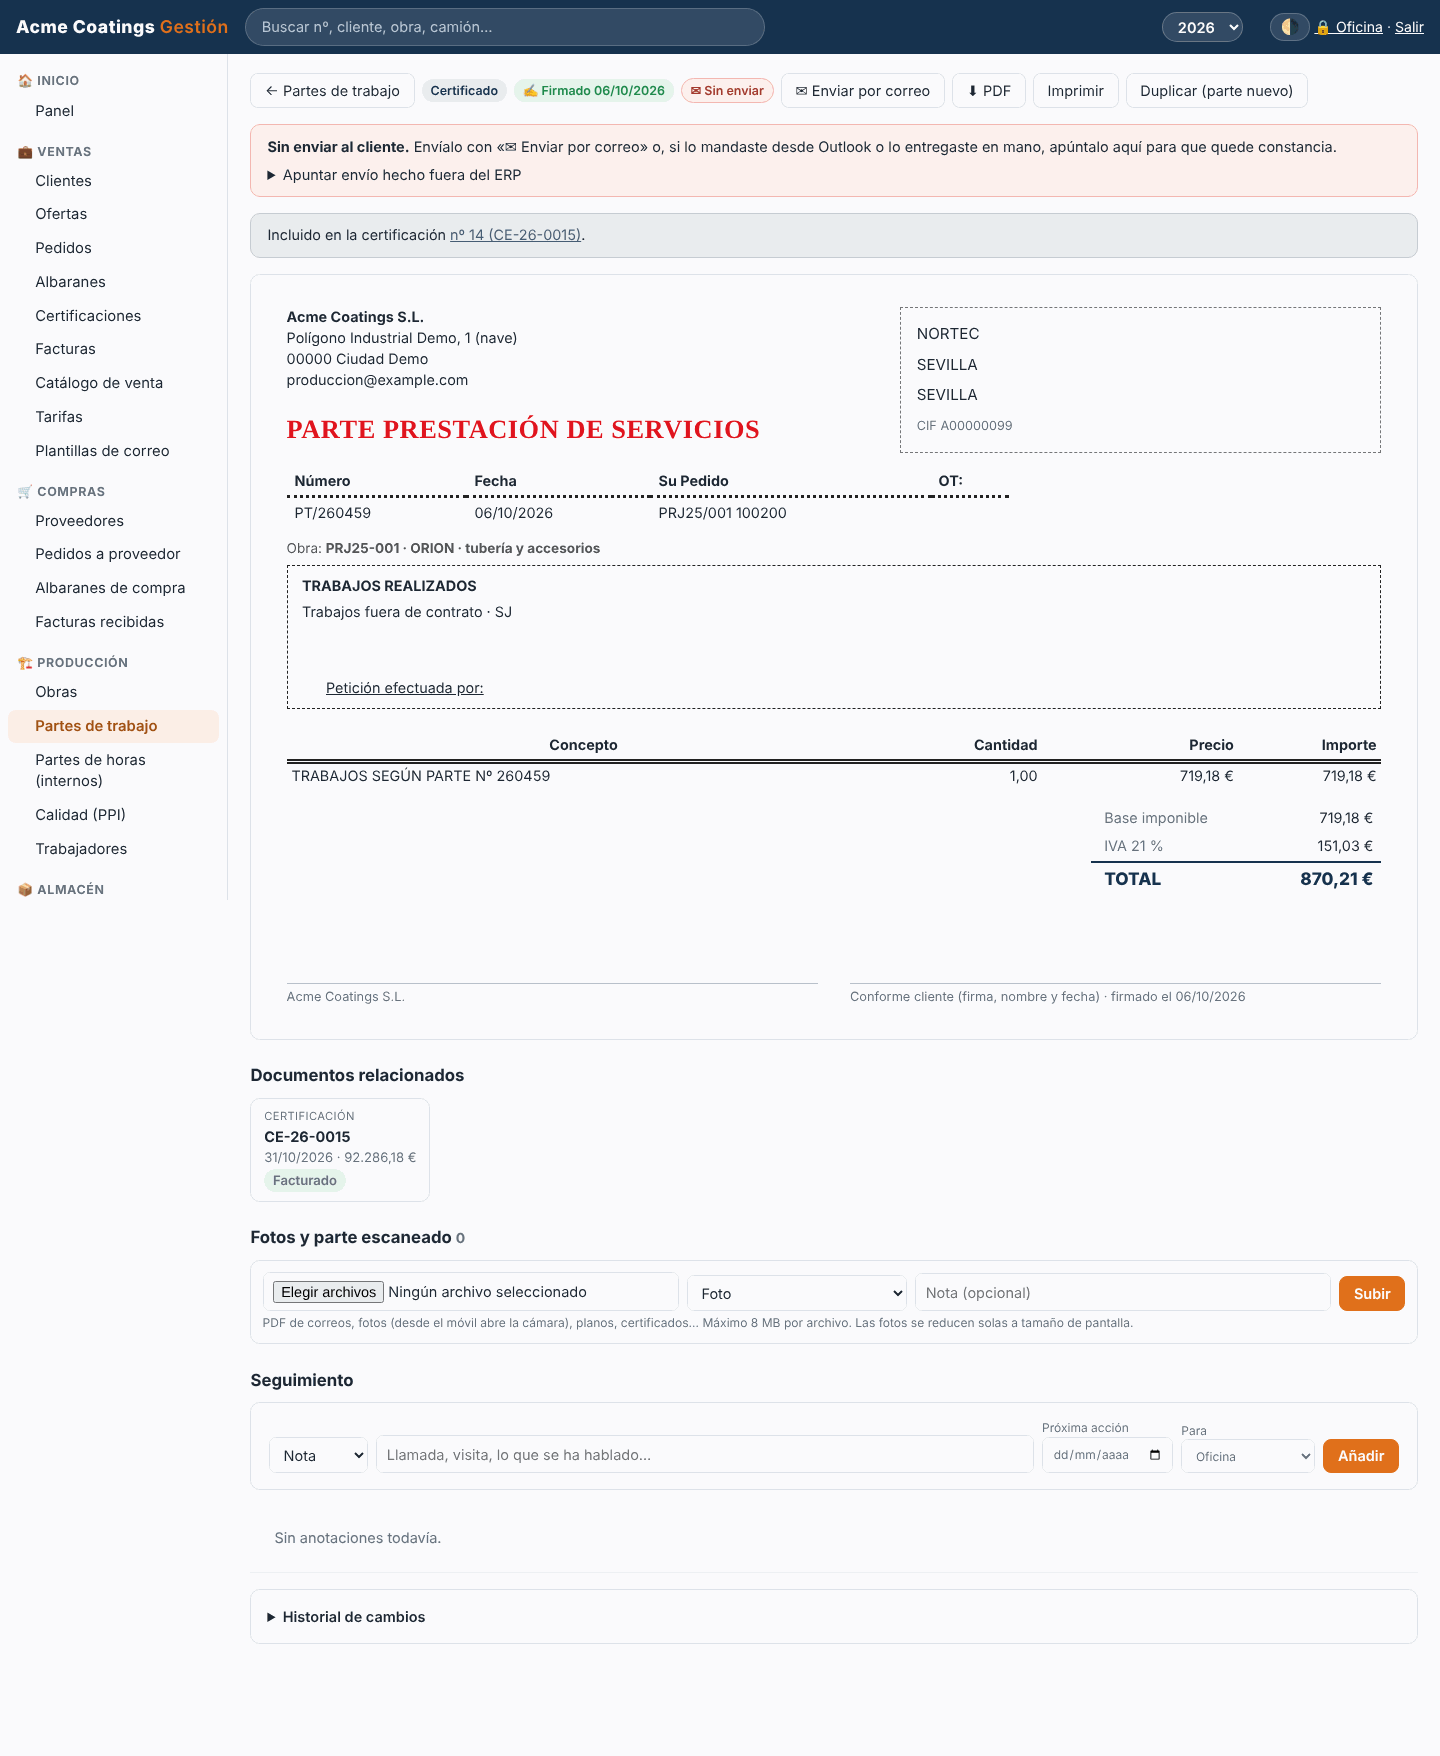 Acme Coatings Gestión
Buscar nº, cliente, obra, camión...
2026
🔒 Oficina · Salir
🏠 INICIO
Panel
💼 VENTAS
Clientes
Ofertas
Pedidos
Albaranes
Certificaciones
Facturas
Catálogo de venta
Tarifas
Plantillas de correo
🛒 COMPRAS
Proveedores
Pedidos a proveedor
Albaranes de compra
Facturas recibidas
🏗️ PRODUCCIÓN
Obras
Partes de trabajo
Partes de horas
(internos)
Calidad (PPI)
Trabajadores
📦 ALMACÉN
← Partes de trabajo
Certificado
✍ Firmado 06/10/2026
✉ Sin enviar
✉ Enviar por correo
⬇ PDF
Imprimir
Duplicar (parte nuevo)
Sin enviar al cliente. Envíalo con «✉ Enviar por correo» o, si lo mandaste desde Outlook o lo entregaste en mano, apúntalo aquí para que quede constancia.
▶ Apuntar envío hecho fuera del ERP
Incluido en la certificación nº 14 (CE-26-0015).
Acme Coatings S.L.
Polígono Industrial Demo, 1 (nave)
00000 Ciudad Demo
produccion@example.com
NORTEC
SEVILLA
SEVILLA
CIF A00000099
PARTE PRESTACIÓN DE SERVICIOS
Número Fecha Su Pedido OT:
PT/260459 06/10/2026 PRJ25/001 100200
Obra: PRJ25-001 · ORION · tubería y accesorios
TRABAJOS REALIZADOS
Trabajos fuera de contrato · SJ
Petición efectuada por:
Concepto Cantidad Precio Importe
TRABAJOS SEGÚN PARTE Nº 260459 1,00 719,18 € 719,18 €
Base imponible 719,18 €
IVA 21 % 151,03 €
TOTAL 870,21 €
Acme Coatings S.L.
Conforme cliente (firma, nombre y fecha) · firmado el 06/10/2026
Documentos relacionados
CERTIFICACIÓN
CE-26-0015
31/10/2026 · 92.286,18 €
Facturado
Fotos y parte escaneado 0
Elegir archivos Ningún archivo seleccionado
Foto
Nota (opcional)
Subir
PDF de correos, fotos (desde el móvil abre la cámara), planos, certificados... Máximo 8 MB por archivo. Las fotos se reducen solas a tamaño de pantalla.
Seguimiento
Nota
Llamada, visita, lo que se ha hablado...
Próxima acción
dd/mm/aaaa
Para
Oficina
Añadir
Sin anotaciones todavía.
▶ Historial de cambios